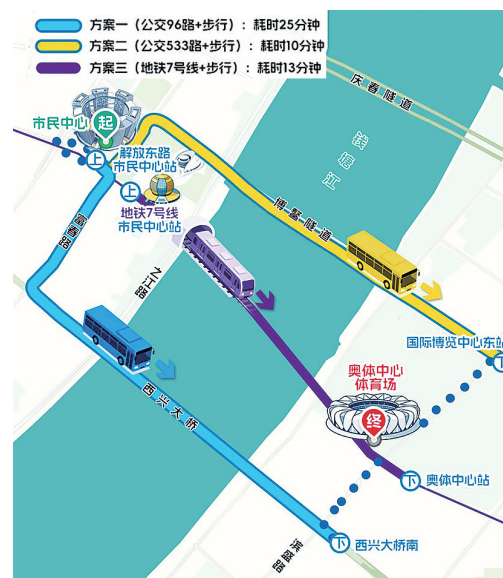 方案一（公交96路+步行）：耗时25分钟
方案二（公交533路+步行）：耗时10分钟
方案三（地铁7号线+步行）：耗时13分钟
庆春隧道
钱塘江
市民中心
起
上
解放东路
市民中心站
上
地铁7号线
市民中心站
富春路
之江路
博奥隧道
国际博览中心东站
下
奥体中心
体育场
终
西兴大桥
下
奥体中心站
下
西兴大桥南
滨盛路